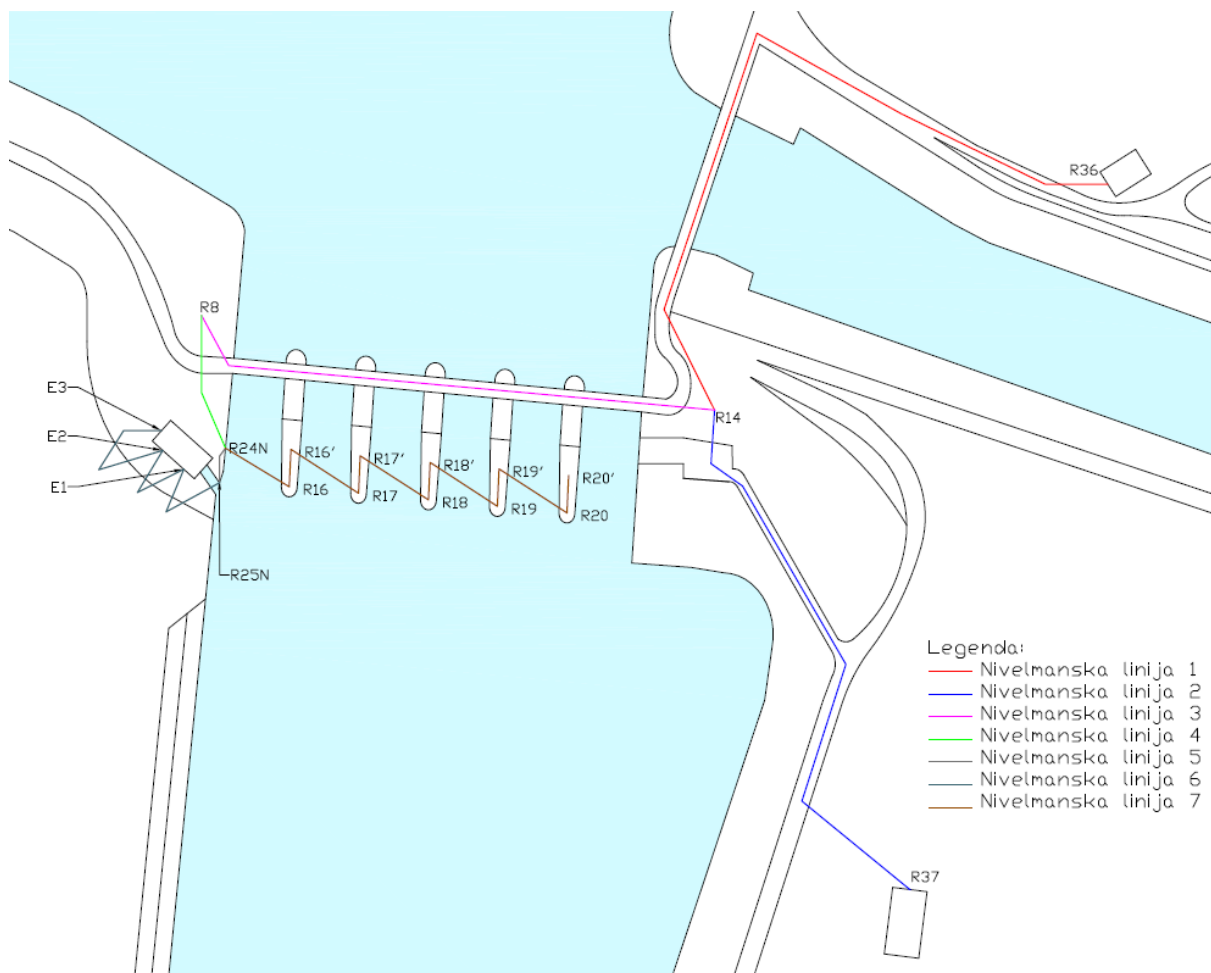 R36
R8
R14
E3
E2
E1
R24N
R16'
R17'
R18'
R19'
R20'
R16
R17
R18
R19
R20
R25N
Legenda:
Nivelmanska linija 1
Nivelmanska linija 2
Nivelmanska linija 3
Nivelmanska linija 4
Nivelmanska linija 5
Nivelmanska linija 6
Nivelmanska linija 7
R37